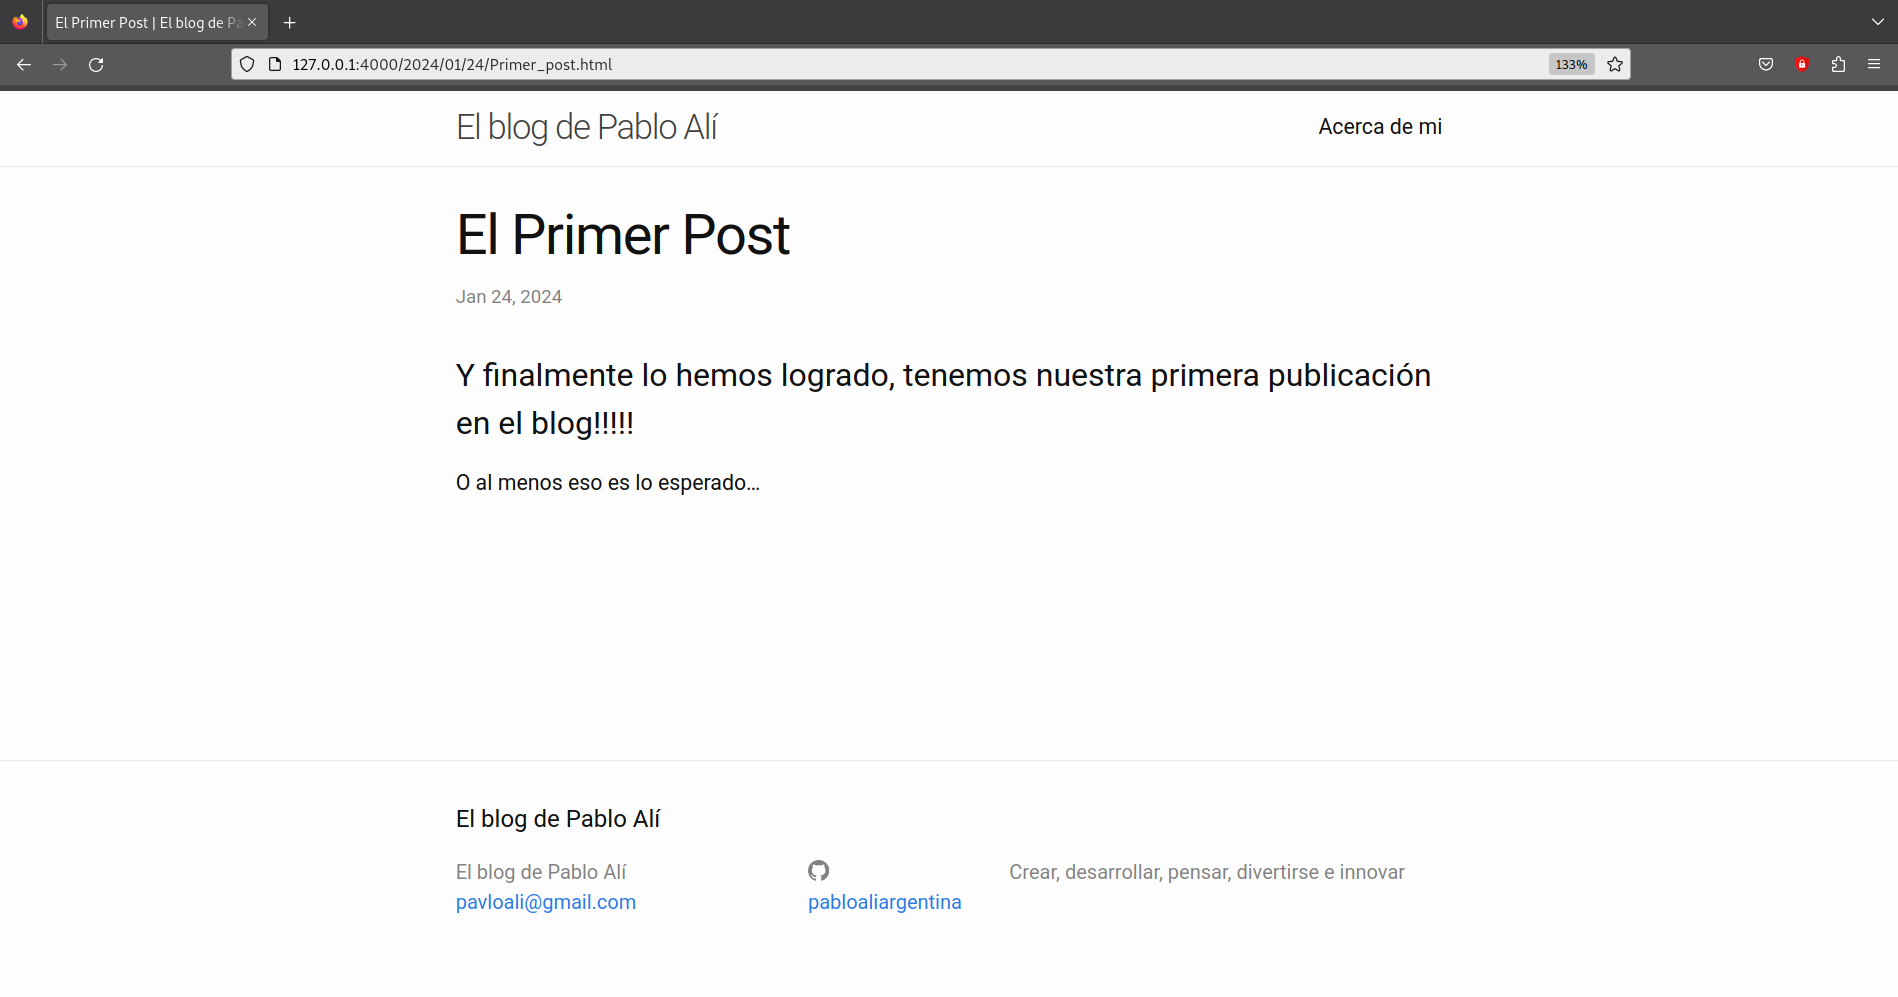 El Primer Post | El blog de Pa
127.0.0.1:4000/2024/01/24/Primer_post.html
133%
El blog de Pablo Alí
Acerca de mi
El Primer Post
Jan 24, 2024
Y finalmente lo hemos logrado, tenemos nuestra primera publicación
en el blog!!!!!
O al menos eso es lo esperado...
El blog de Pablo Alí
El blog de Pablo Alí
pavloali@gmail.com
pabloaliargentina
Crear, desarrollar, pensar, divertirse e innovar